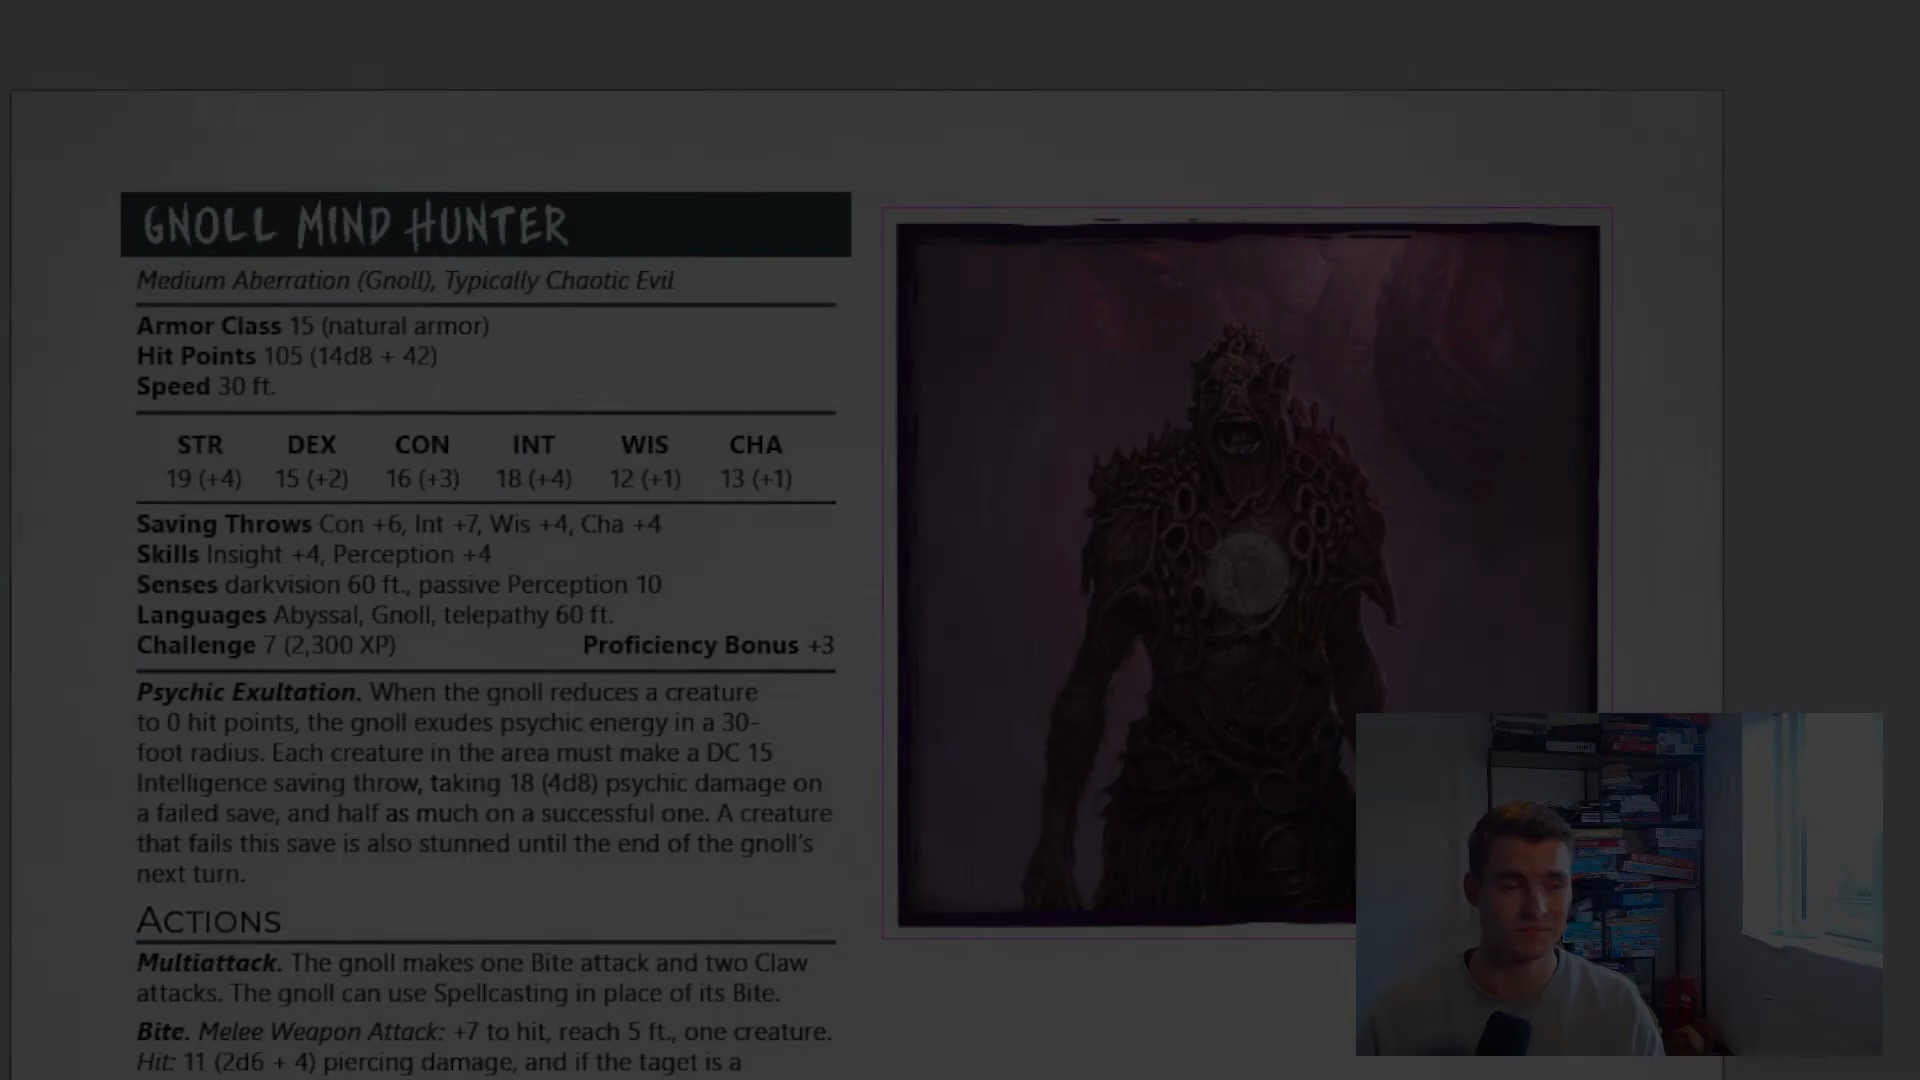 GNOLL MIND HUNTER
Medium Aberration (Gnoll), Typically Chaotic Evil
Armor Class 15 (natural armor)
Hit Points 105 (14d8 + 42)
Speed 30 ft.
STR DEX CON INT WIS CHA
19 (+4) 15 (+2) 16 (+3) 18 (+4) 12 (+1) 13 (+1)
Saving Throws Con +6, Int +7, Wis +4, Cha +4
Skills Insight +4, Perception +4
Senses darkvision 60 ft., passive Perception 10
Languages Abyssal, Gnoll, telepathy 60 ft.
Challenge 7 (2,300 XP) Proficiency Bonus +3
Psychic Exultation. When the gnoll reduces a creature
to 0 hit points, the gnoll exudes psychic energy in a 30-
foot radius. Each creature in the area must make a DC 15
Intelligence saving throw, taking 18 (4d8) psychic damage on
a failed save, and half as much on a successful one. A creature
that fails this save is also stunned until the end of the gnoll's
next turn.
ACTIONS
Multiattack. The gnoll makes one Bite attack and two Claw
attacks. The gnoll can use Spellcasting in place of its Bite.
Bite. Melee Weapon Attack: +7 to hit, reach 5 ft., one creature.
Hit: 11 (2d6 + 4) piercing damage, and if the taget is a